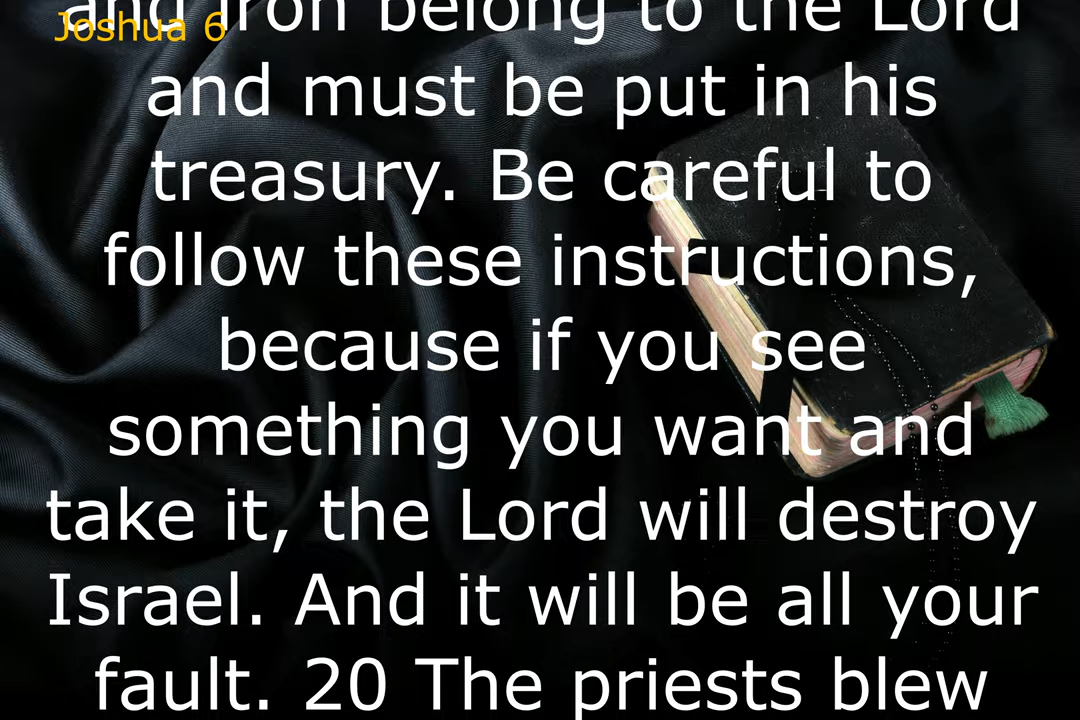 and iron belong to the Lord
Joshua 6
and must be put in his
treasury. Be careful to
follow these instructions,
because if you see
something you want and
take it, the Lord will destroy
Israel. And it will be all your
fault. 20 The priests blew